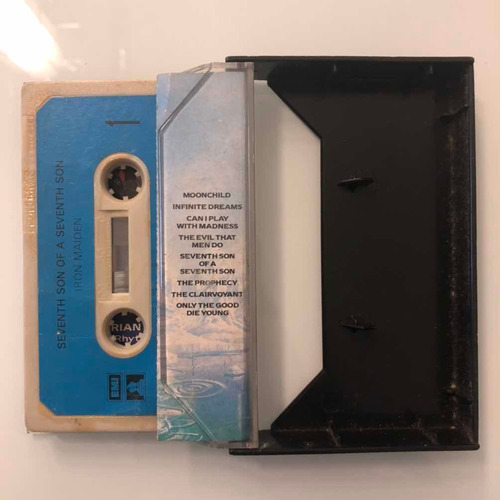 SEVENTH SON OF A SEVENTH SON
IRON MAIDEN
1
EMI
RIAN
Rhyt
MOONCHILD
INFINITE DREAMS
CAN I PLAY
WITH MADNESS
THE EVIL THAT
MEN DO
SEVENTH SON
OF A
SEVENTH SON
THE PROPHECY
THE CLAIRVOYANT
ONLY THE GOOD
DIE YOUNG